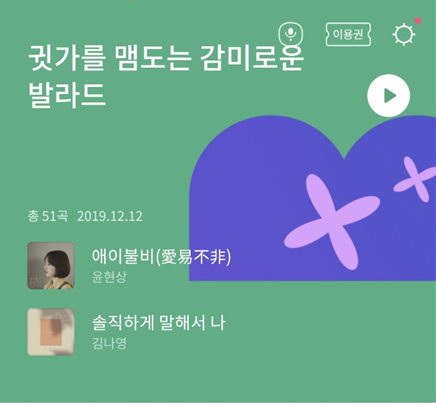 이용권
귓가를 맴도는 감미로운
발라드
총 51곡 2019.12.12
애이불비(愛易不非)
윤현상
솔직하게 말해서 나
김나영